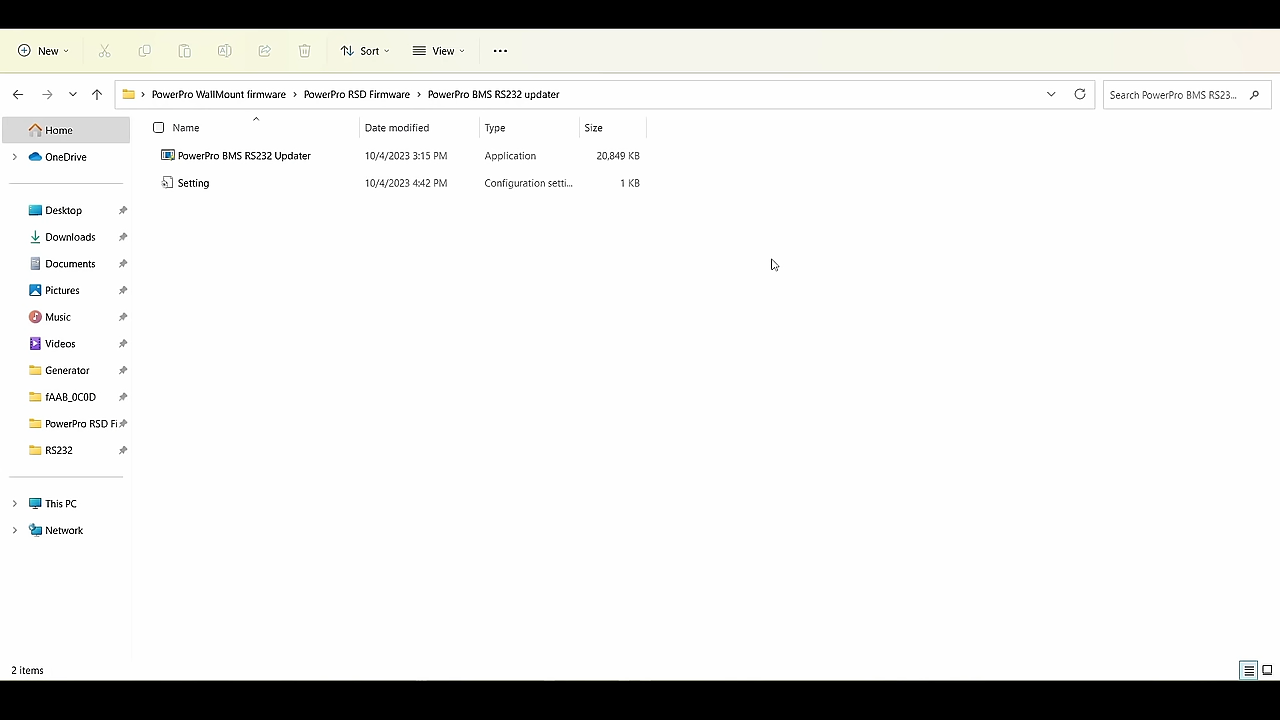 New Sort View
PowerPro WallMount firmware PowerPro RSD Firmware PowerPro BMS RS232 updater Search PowerPro BMS RS23...
Home Name Date modified Type Size
OneDrive PowerPro BMS RS232 Updater 10/4/2023 3:15 PM Application 20,849 KB
Setting 10/4/2023 4:42 PM Configuration setti... 1 KB
Desktop
Downloads
Documents
Pictures
Music
Videos
Generator
fAAB_0C0D
PowerPro RSD Fi
RS232
This PC
Network
2 items